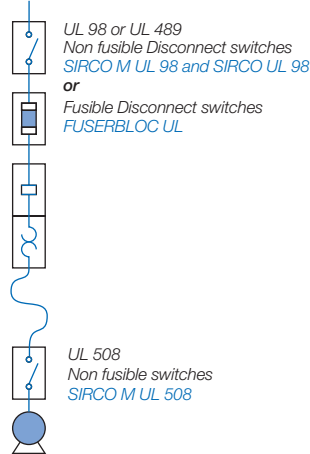 UL 98 or UL 489
Non fusible Disconnect switches
SIRCO M UL 98 and SIRCO UL 98
or
Fusible Disconnect switches
FUSERBLOC UL
UL 508
Non fusible switches
SIRCO M UL 508